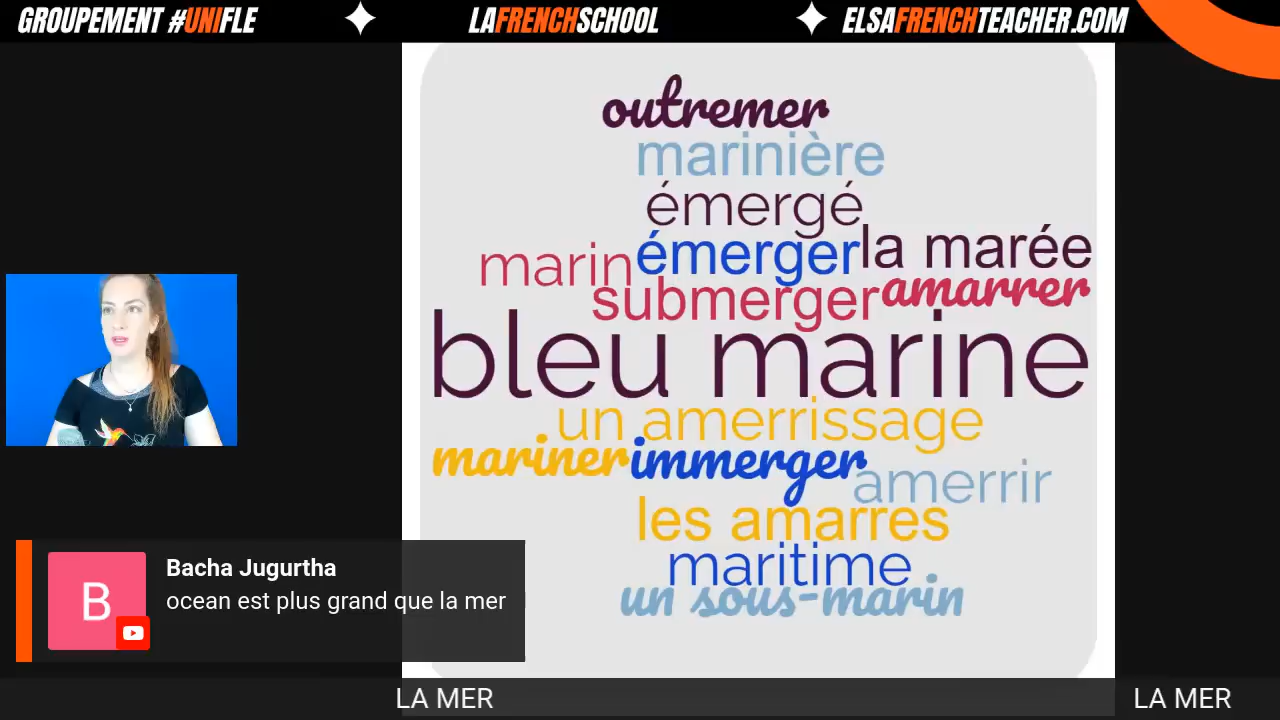 GROUPEMENT #UNIFLE
LAFRENCHSCHOOL
ELSAFRENCHTEACHER.COM
outremer
marinière
émergé
la marée
marin
émerger
submerger
amarrer
bleu marine
un amerrissage
mariner
immerger
amerrir
les amarres
maritime
un sous-marin
B
Bacha Jugurtha
ocean est plus grand que la mer
LA MER
LA MER